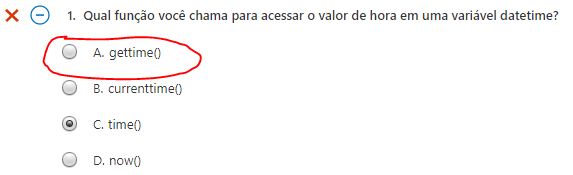 1. Qual função você chama para acessar o valor de hora em uma variável datetime?
A. gettime()
B. currenttime()
C. time()
D. now()